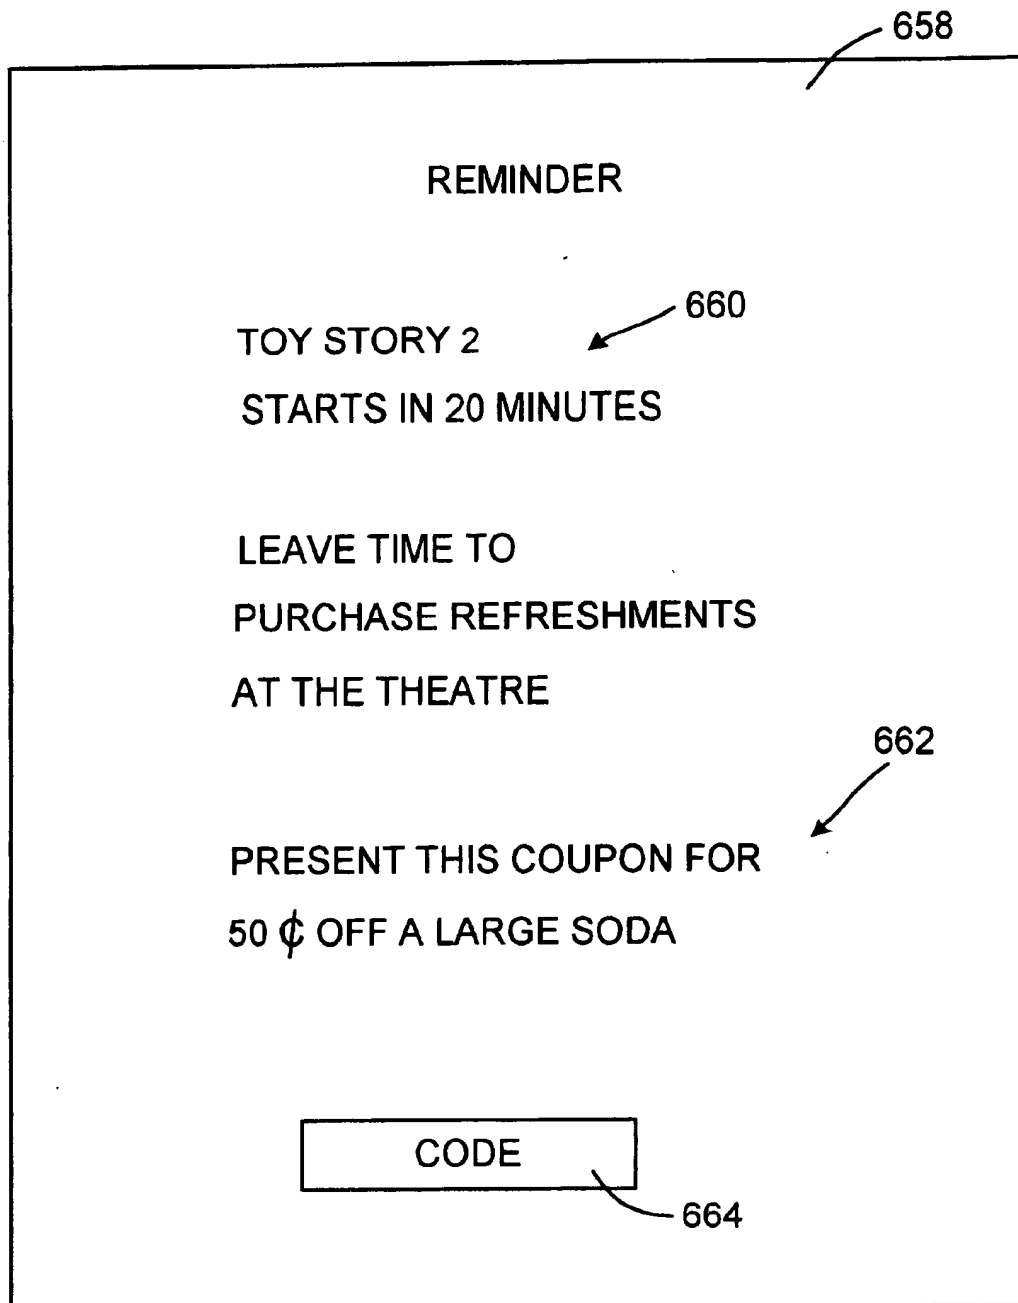 658
REMINDER
660
TOY STORY 2
STARTS IN 20 MINUTES
LEAVE TIME TO
PURCHASE REFRESHMENTS
AT THE THEATRE
662
PRESENT THIS COUPON FOR
50 ¢ OFF A LARGE SODA
CODE
664